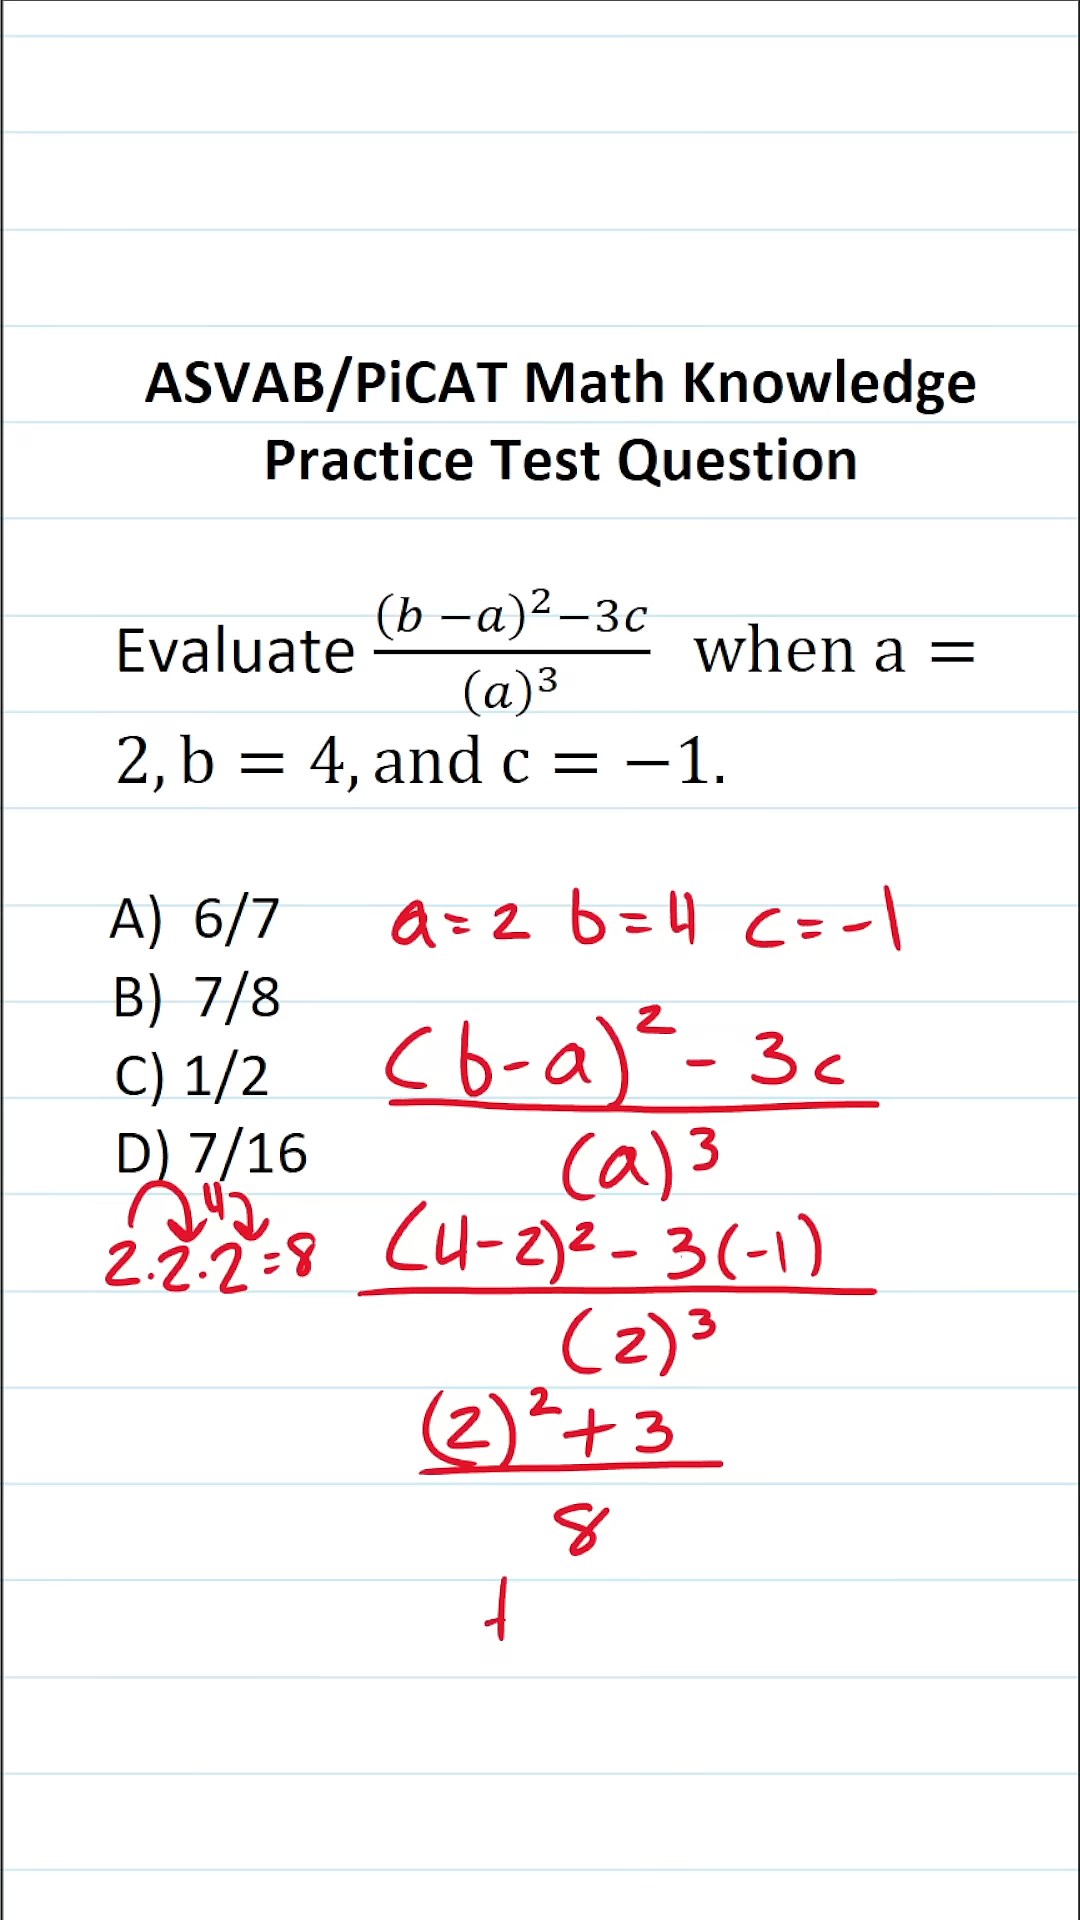 ASVAB/PiCAT Math Knowledge
Practice Test Question
Evaluate (b −a)²−3c / (a)³ when a =
2, b = 4, and c = −1.
A) 6/7
B) 7/8
C) 1/2
D) 7/16
a=2 b=4 c=-1
(b-a)² - 3c
(a)³
4
2·2·2=8
(4-2)² - 3(-1)
(2)³
(2)² + 3
8